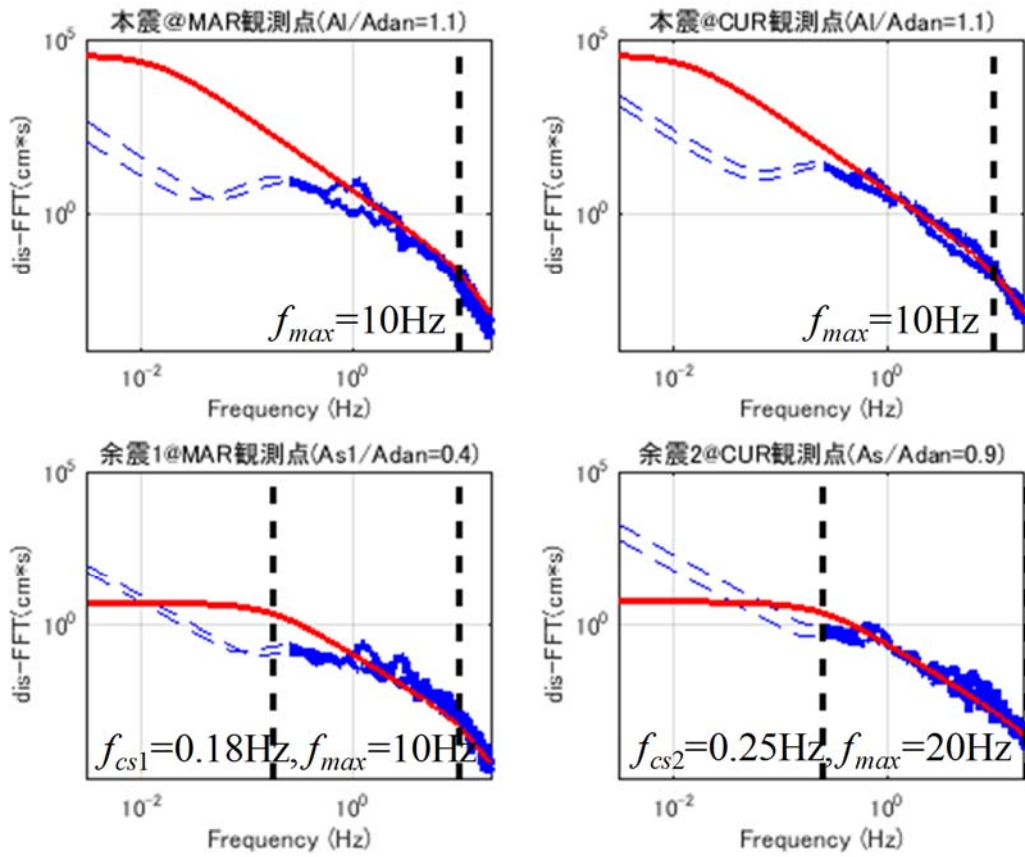 本震@MAR観測点(Al/Adan=1.1)
10^5
10^0
dis-FFT(cm*s)
f_max=10Hz
10^-2
10^0
Frequency (Hz)
本震@CUR観測点(Al/Adan=1.1)
10^5
10^0
dis-FFT(cm*s)
f_max=10Hz
10^-2
10^0
Frequency (Hz)
余震1@MAR観測点(As1/Adan=0.4)
10^5
10^0
dis-FFT(cm*s)
f_cs1=0.18Hz, f_max=10Hz
10^-2
10^0
Frequency (Hz)
余震2@CUR観測点(As/Adan=0.9)
10^5
10^0
dis-FFT(cm*s)
f_cs2=0.25Hz, f_max=20Hz
10^-2
10^0
Frequency (Hz)